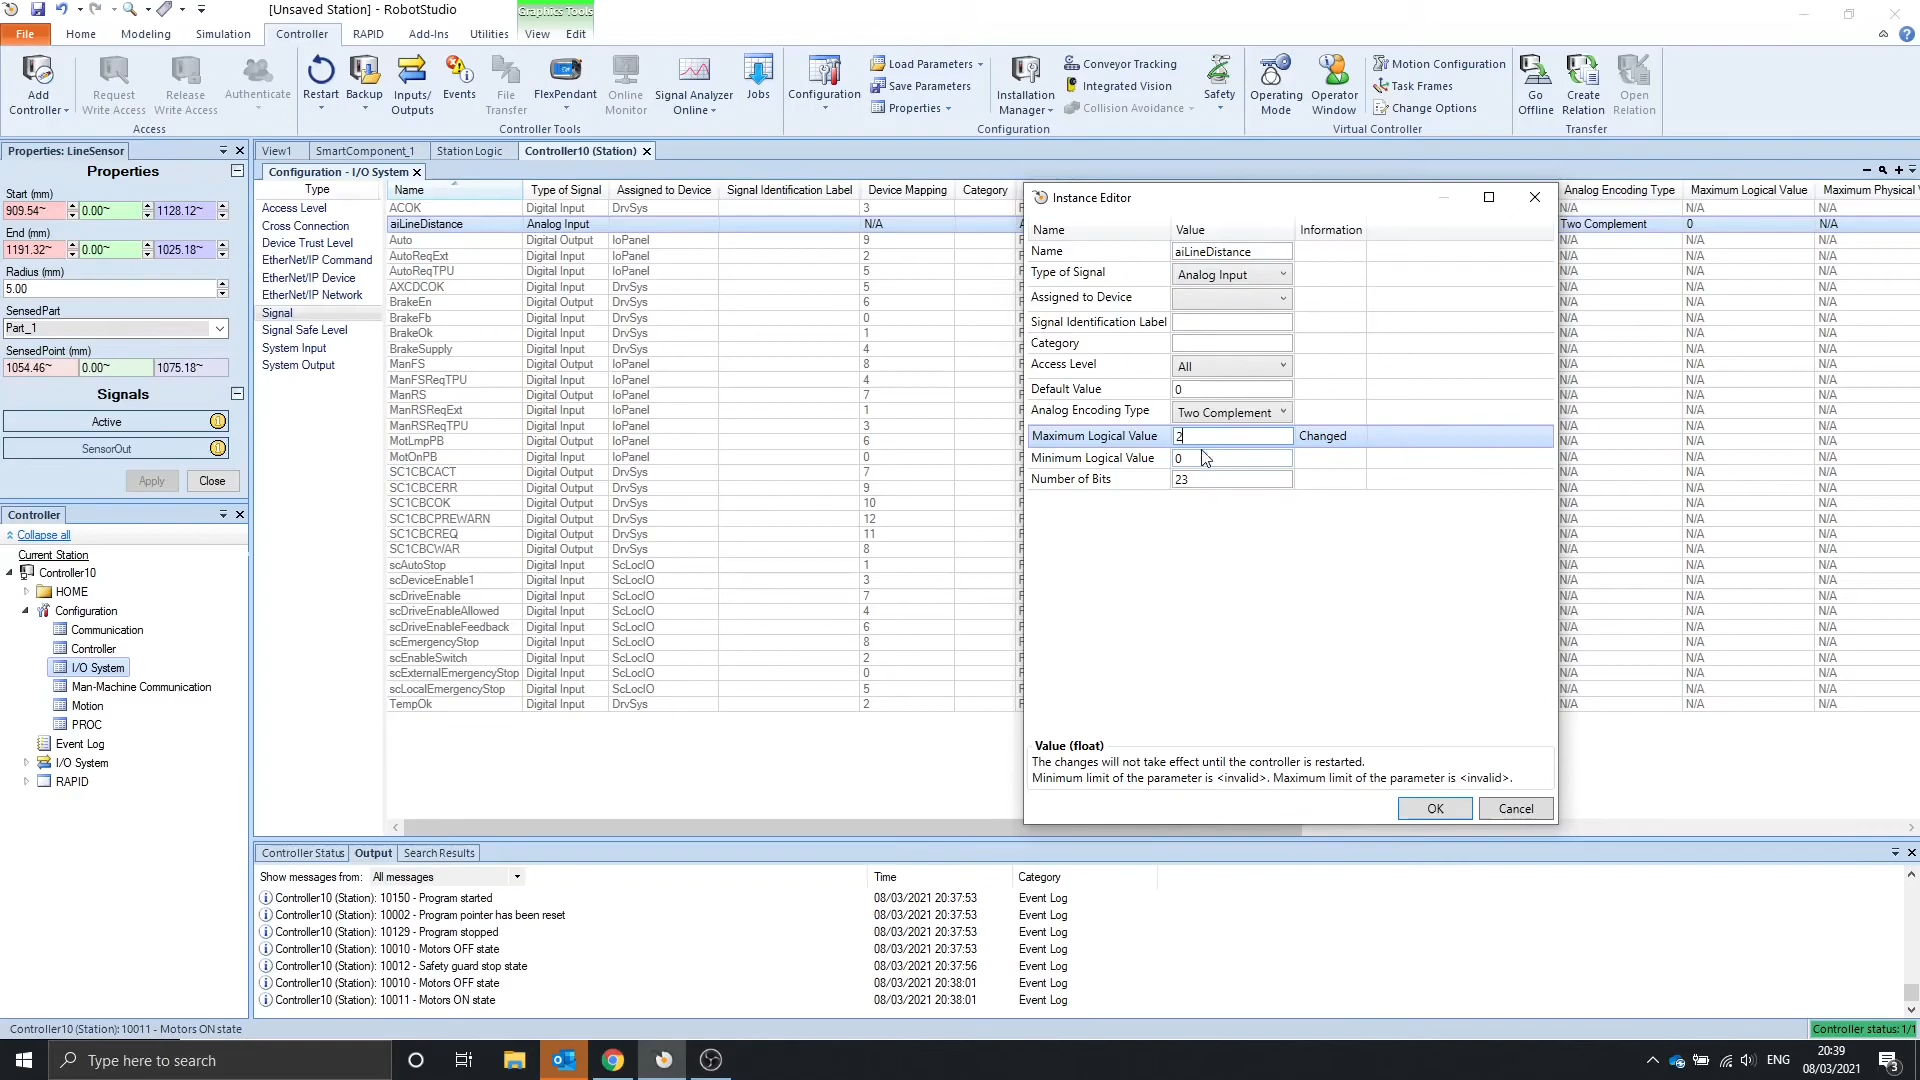 [Unsaved Station] - RobotStudio
Graphics Tools
File Home Modeling Simulation Controller RAPID Add-Ins Utilities View Edit
Add Controller
Request Write Access
Release Write Access
Authenticate
Access
Restart
Backup
Inputs/ Outputs
Events
File Transfer
FlexPendant
Online Monitor
Signal Analyzer Online
Jobs
Controller Tools
Configuration
Load Parameters
Save Parameters
Properties
Installation Manager
Conveyor Tracking
Integrated Vision
Collision Avoidance
Safety
Configuration
Operating Mode
Operator Window
Motion Configuration
Task Frames
Change Options
Virtual Controller
Go Offline
Create Relation
Open Relation
Transfer
Properties: LineSensor
Properties
Start (mm)
909.54~ 0.00~ 1128.12~
End (mm)
1191.32~ 0.00~ 1025.18~
Radius (mm)
5.00
SensedPart
Part_1
SensedPoint (mm)
1054.46~ 0.00~ 1075.18~
Signals
Active
SensorOut
Apply Close
Controller
Collapse all
Current Station
Controller10
HOME
Configuration
Communication
Controller
I/O System
Man-Machine Communication
Motion
PROC
Event Log
I/O System
RAPID
View1 SmartComponent_1 Station Logic Controller10 (Station)
Configuration - I/O System
Type
Access Level
Cross Connection
Device Trust Level
EtherNet/IP Command
EtherNet/IP Device
EtherNet/IP Network
Signal
Signal Safe Level
System Input
System Output
Name Type of Signal Assigned to Device Signal Identification Label Device Mapping Category Analog Encoding Type Maximum Logical Value Maximum Physical V
ACOK Digital Input DrvSys 3 N/A N/A N/A
aiLineDistance Analog Input N/A Two Complement 0 N/A
Auto Digital Output IoPanel 9 N/A N/A N/A
AutoReqExt Digital Output IoPanel 2 N/A N/A N/A
AutoReqTPU Digital Output IoPanel 5 N/A N/A N/A
AXCDCOK Digital Input DrvSys 5 N/A N/A N/A
BrakeEn Digital Output DrvSys 6 N/A N/A N/A
BrakeFb Digital Input DrvSys 0 N/A N/A N/A
BrakeOk Digital Input DrvSys 1 N/A N/A N/A
BrakeSupply Digital Input DrvSys 4 N/A N/A N/A
ManFS Digital Output IoPanel 8 N/A N/A N/A
ManFSReqTPU Digital Output IoPanel 4 N/A N/A N/A
ManRS Digital Output IoPanel 7 N/A N/A N/A
ManRSReqExt Digital Output IoPanel 1 N/A N/A N/A
ManRSReqTPU Digital Output IoPanel 3 N/A N/A N/A
MotLmpPB Digital Output IoPanel 6 N/A N/A N/A
MotOnPB Digital Output IoPanel 0 N/A N/A N/A
SC1CBCACT Digital Input DrvSys 7 N/A N/A N/A
SC1CBCERR Digital Output DrvSys 9 N/A N/A N/A
SC1CBCOK Digital Output DrvSys 10 N/A N/A N/A
SC1CBCPREWARN Digital Output DrvSys 12 N/A N/A N/A
SC1CBCREQ Digital Output DrvSys 11 N/A N/A N/A
SC1CBCWAR Digital Output DrvSys 8 N/A N/A N/A
scAutoStop Digital Input ScLocIO 1 N/A N/A N/A
scDeviceEnable1 Digital Input ScLocIO 3 N/A N/A N/A
scDriveEnable Digital Input ScLocIO 7 N/A N/A N/A
scDriveEnableAllowed Digital Input ScLocIO 4 N/A N/A N/A
scDriveEnableFeedback Digital Input ScLocIO 6 N/A N/A N/A
scEmergencyStop Digital Input ScLocIO 8 N/A N/A N/A
scEnableSwitch Digital Input ScLocIO 2 N/A N/A N/A
scExternalEmergencyStop Digital Input ScLocIO 0 N/A N/A N/A
scLocalEmergencyStop Digital Input ScLocIO 5 N/A N/A N/A
TempOk Digital Input DrvSys 2 N/A N/A N/A
Instance Editor
Name Value Information
Name aiLineDistance
Type of Signal Analog Input
Assigned to Device
Signal Identification Label
Category
Access Level All
Default Value 0
Analog Encoding Type Two Complement
Maximum Logical Value 2 Changed
Minimum Logical Value 0
Number of Bits 23
Value (float)
The changes will not take effect until the controller is restarted.
Minimum limit of the parameter is <invalid>. Maximum limit of the parameter is <invalid>.
OK Cancel
Controller Status Output Search Results
Show messages from: All messages Time Category
Controller10 (Station): 10150 - Program started 08/03/2021 20:37:53 Event Log
Controller10 (Station): 10002 - Program pointer has been reset 08/03/2021 20:37:53 Event Log
Controller10 (Station): 10129 - Program stopped 08/03/2021 20:37:53 Event Log
Controller10 (Station): 10010 - Motors OFF state 08/03/2021 20:37:53 Event Log
Controller10 (Station): 10012 - Safety guard stop state 08/03/2021 20:37:56 Event Log
Controller10 (Station): 10010 - Motors OFF state 08/03/2021 20:38:01 Event Log
Controller10 (Station): 10011 - Motors ON state 08/03/2021 20:38:01 Event Log
Controller10 (Station): 10011 - Motors ON state
Controller status: 1/1
Type here to search
ENG
20:39
08/03/2021
3